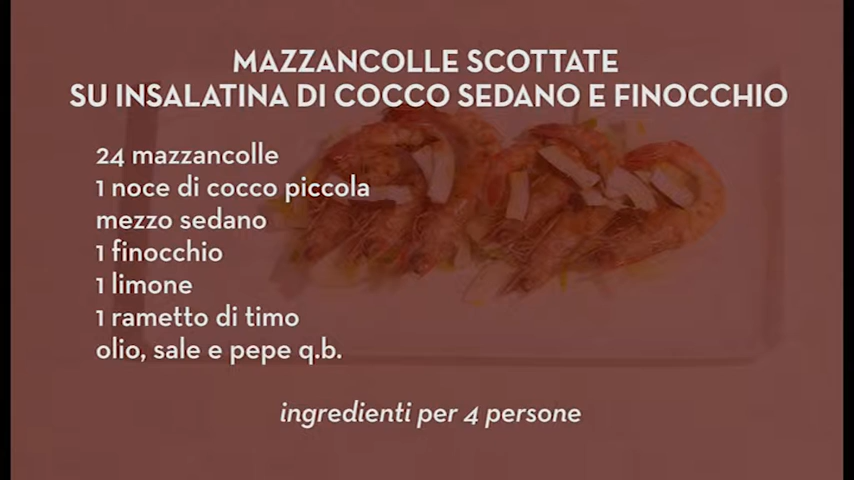 MAZZANCOLLE SCOTTATE
SU INSALATINA DI COCCO SEDANO E FINOCCHIO
24 mazzancolle
1 noce di cocco piccola
mezzo sedano
1 finocchio
1 limone
1 rametto di timo
olio, sale e pepe q.b.
ingredienti per 4 persone